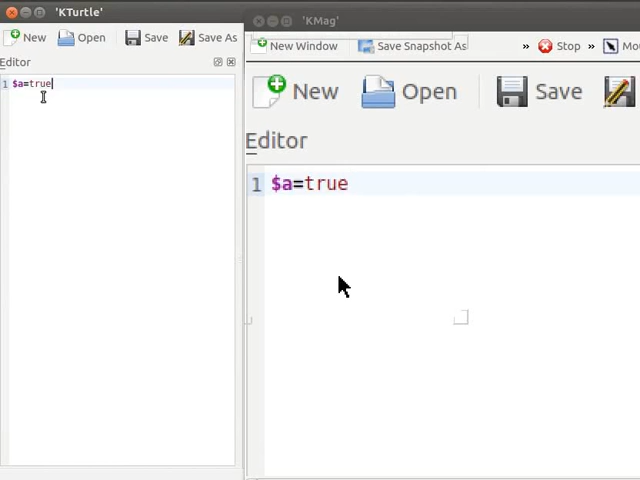 'KTurtle'
New Open Save Save As
Editor
1 $a=true
'KMag'
New Window Save Snapshot As » Stop »
New Open Save
Editor
1 $a=true